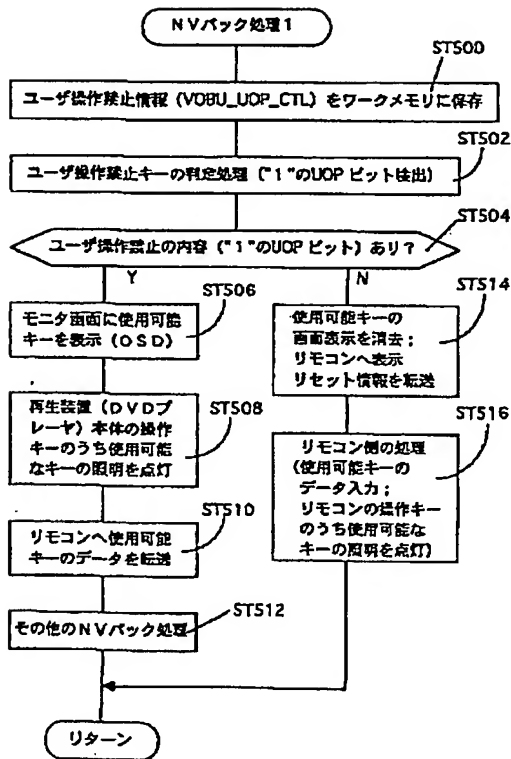 NVパック処理1
ST500
ユーザ操作禁止情報(VOBU_UOP_CTL)をワークメモリに保存
ST502
ユーザ操作禁止キーの判定処理("1"のUOPビット検出)
ST504
ユーザ操作禁止の内容("1"のUOPビット)あり?
Y
N
ST506
モニタ画面に使用可能
キーを表示(OSD)
ST508
再生装置(DVDプ
レーヤ)本体の操作
キーのうち使用可能
なキーの照明を点灯
ST510
リモコンへ使用可能
キーのデータを転送
ST512
その他のNVパック処理
ST514
使用可能キーの
画面表示を消去;
リモコンへ表示
リセット情報を転送
ST516
リモコン側の処理
(使用可能キーの
データ入力;
リモコンの操作キー
のうち使用可能な
キーの照明を点灯)
リターン